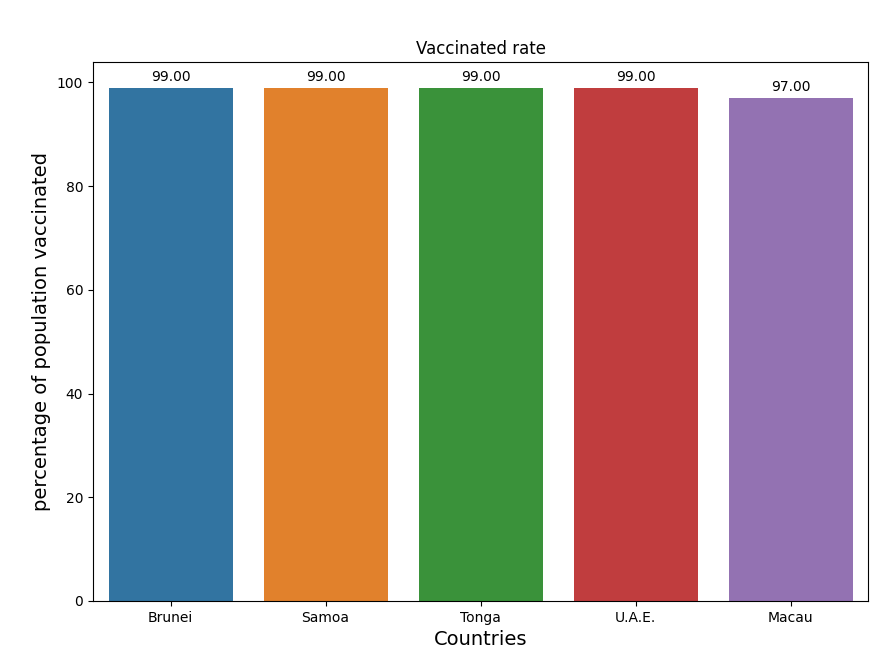 Vaccinated rate
99.00 99.00 99.00 99.00 97.00
100
80
60
40
20
0
percentage of population vaccinated
Brunei Samoa Tonga U.A.E. Macau
Countries